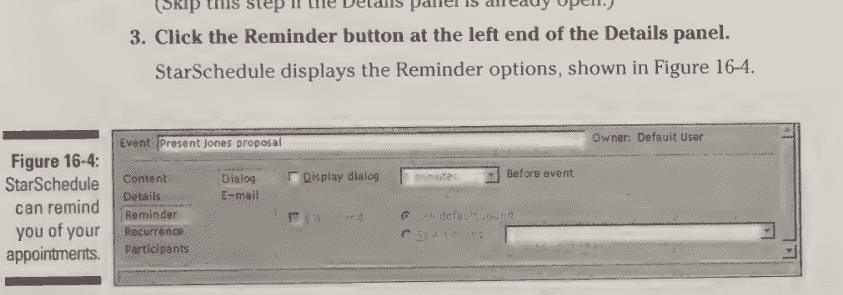 (Skip this step if the Details panel is already open.)
3. Click the Reminder button at the left end of the Details panel.
StarSchedule displays the Reminder options, shown in Figure 16-4.
Figure 16-4:
StarSchedule
can remind
you of your
appointments.
Event Present Jones proposal
Owner: Default User
Content
Details
Reminder
Recurrence
Participants
Dialog
E-mail
Display dialog
minutes
Before event
default sound